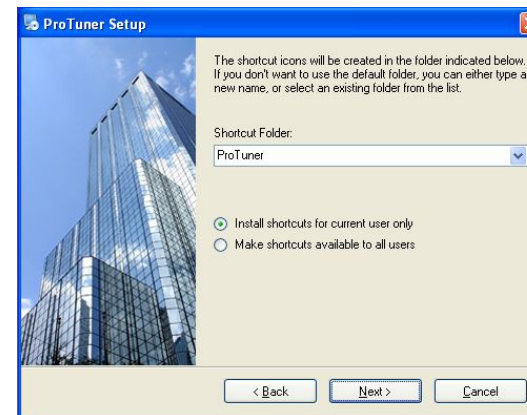 ProTuner Setup
The shortcut icons will be created in the folder indicated below.
If you don't want to use the default folder, you can either type a
new name, or select an existing folder from the list.
Shortcut Folder:
ProTuner
Install shortcuts for current user only
Make shortcuts available to all users
< Back
Next >
Cancel